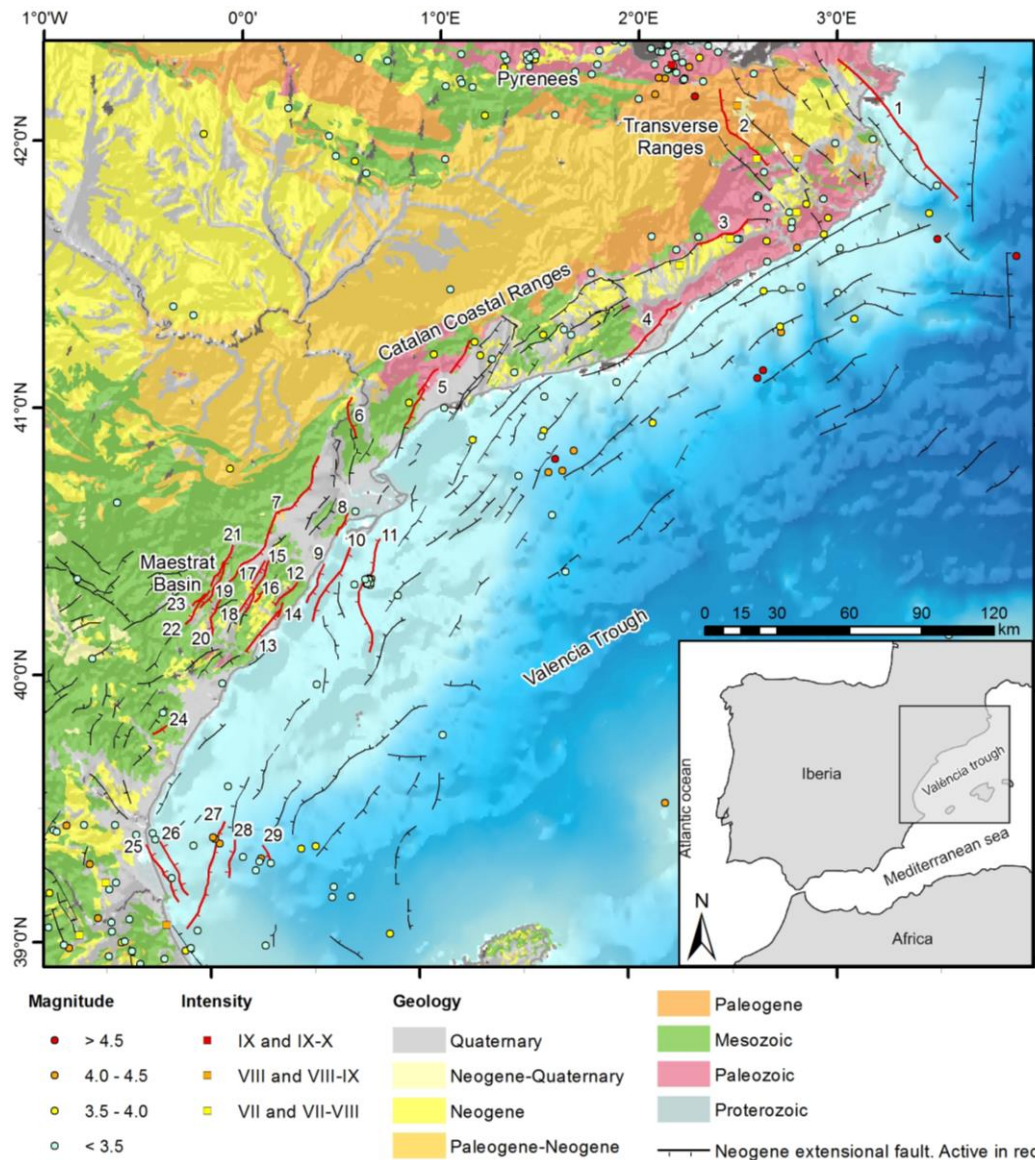 1°0'W 0°0' 1°0'E 2°0'E 3°0'E
42°0'N
41°0'N
40°0'N
39°0'N
Pyrenees
Transverse
Ranges
1
2
3
Catalan Coastal Ranges
4
5
6
7
8
9
10
11
21
15
Maestrat
Basin
17
12
19
16
23
18
14
22
20
13
Valencia Trough
0 15 30 60 90 120
km
24
27
26
28
25
29
Iberia
València trough
Atlantic ocean
Mediterranean sea
N
Africa
Magnitude
> 4.5
4.0 - 4.5
3.5 - 4.0
< 3.5
Intensity
IX and IX-X
VIII and VIII-IX
VII and VII-VIII
Geology
Quaternary
Neogene-Quaternary
Neogene
Paleogene-Neogene
Paleogene
Mesozoic
Paleozoic
Proterozoic
Neogene extensional fault. Active in re